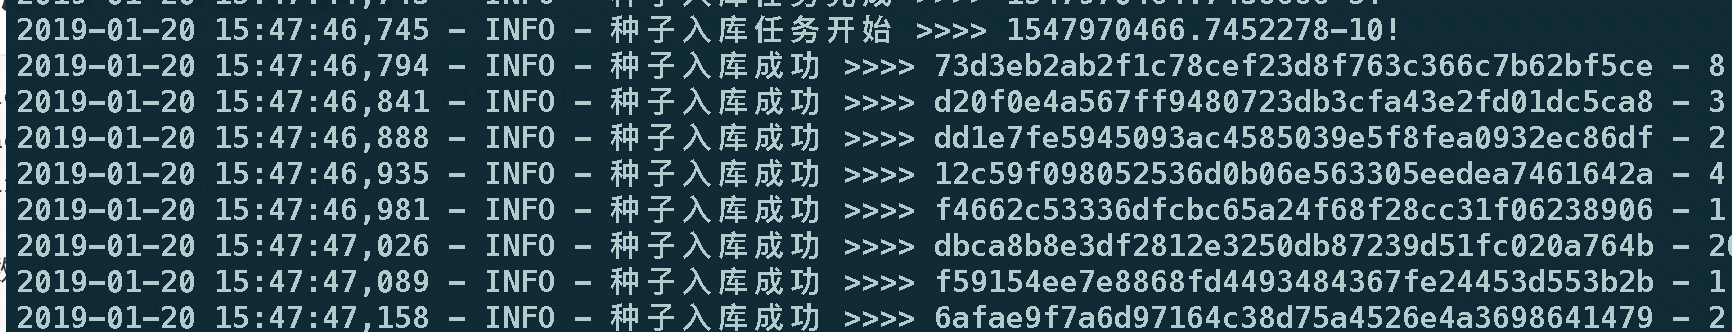 2019-01-20 15:47:46,745 - INFO - 种子入库任务开始 >>>> 1547970466.7452278-10!
2019-01-20 15:47:46,794 - INFO - 种子入库成功 >>>> 73d3eb2ab2f1c78cef23d8f763c366c7b62bf5ce - 8
2019-01-20 15:47:46,841 - INFO - 种子入库成功 >>>> d20f0e4a567ff9480723db3cfa43e2fd01dc5ca8 - 3
2019-01-20 15:47:46,888 - INFO - 种子入库成功 >>>> dd1e7fe5945093ac4585039e5f8fea0932ec86df - 2
2019-01-20 15:47:46,935 - INFO - 种子入库成功 >>>> 12c59f098052536d0b06e563305eedea7461642a - 4
2019-01-20 15:47:46,981 - INFO - 种子入库成功 >>>> f4662c53336dfcbc65a24f68f28cc31f06238906 - 1
2019-01-20 15:47:47,026 - INFO - 种子入库成功 >>>> dbca8b8e3df2812e3250db87239d51fc020a764b - 20
2019-01-20 15:47:47,089 - INFO - 种子入库成功 >>>> f59154ee7e8868fd4493484367fe24453d553b2b - 1
2019-01-20 15:47:47,158 - INFO - 种子入库成功 >>>> 6afae9f7a6d97164c38d75a4526e4a3698641479 - 2